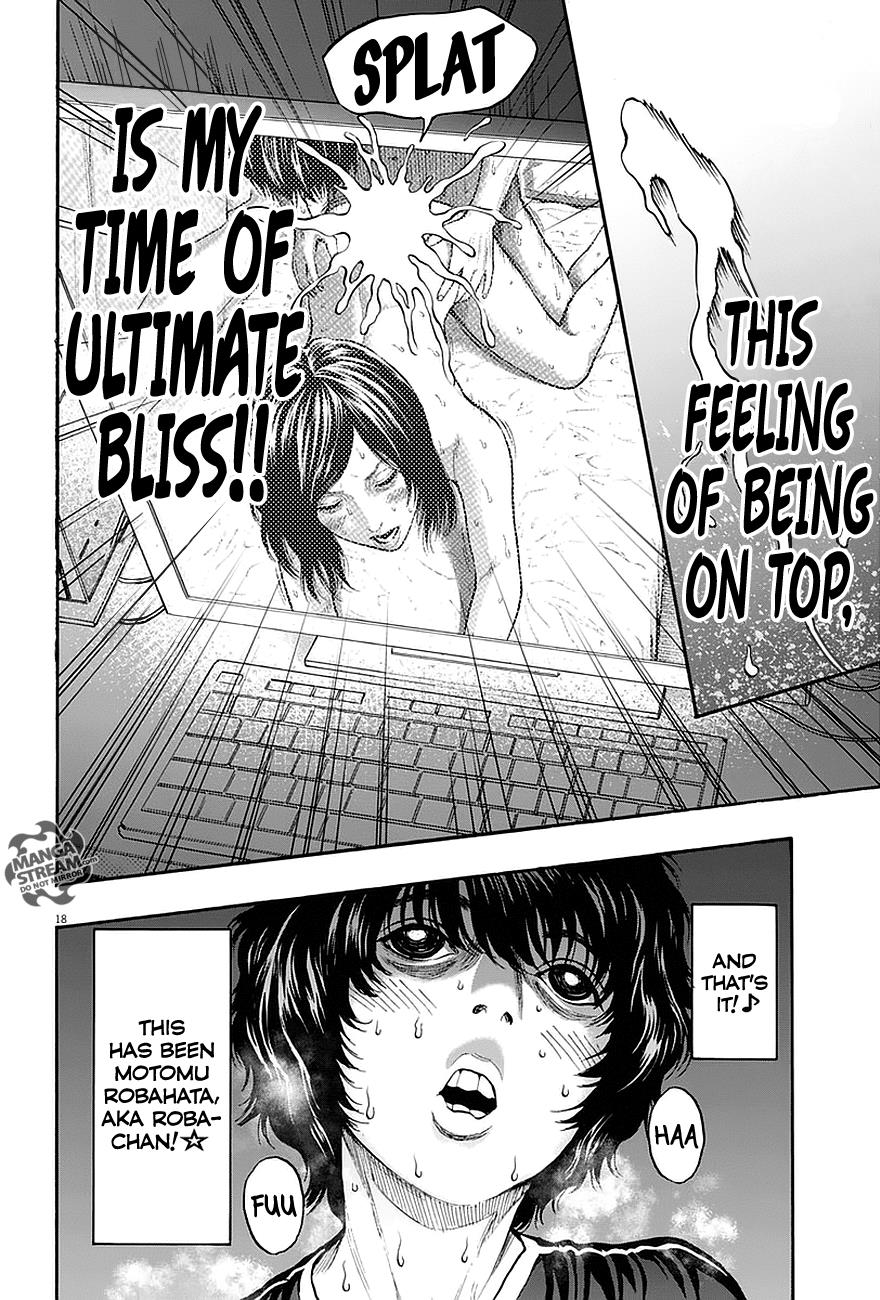 THIS
FEELING
OF BEING
ON TOP,
SPLAT
IS MY
TIME OF
ULTIMATE
BLISS!!
MANGA
STREAM.com
DO NOT MIRROR!
18
AND
THAT'S
IT!♪
HAA
THIS
HAS BEEN
MOTOMU
ROBAHATA,
AKA ROBA-
CHAN!☆
FUU